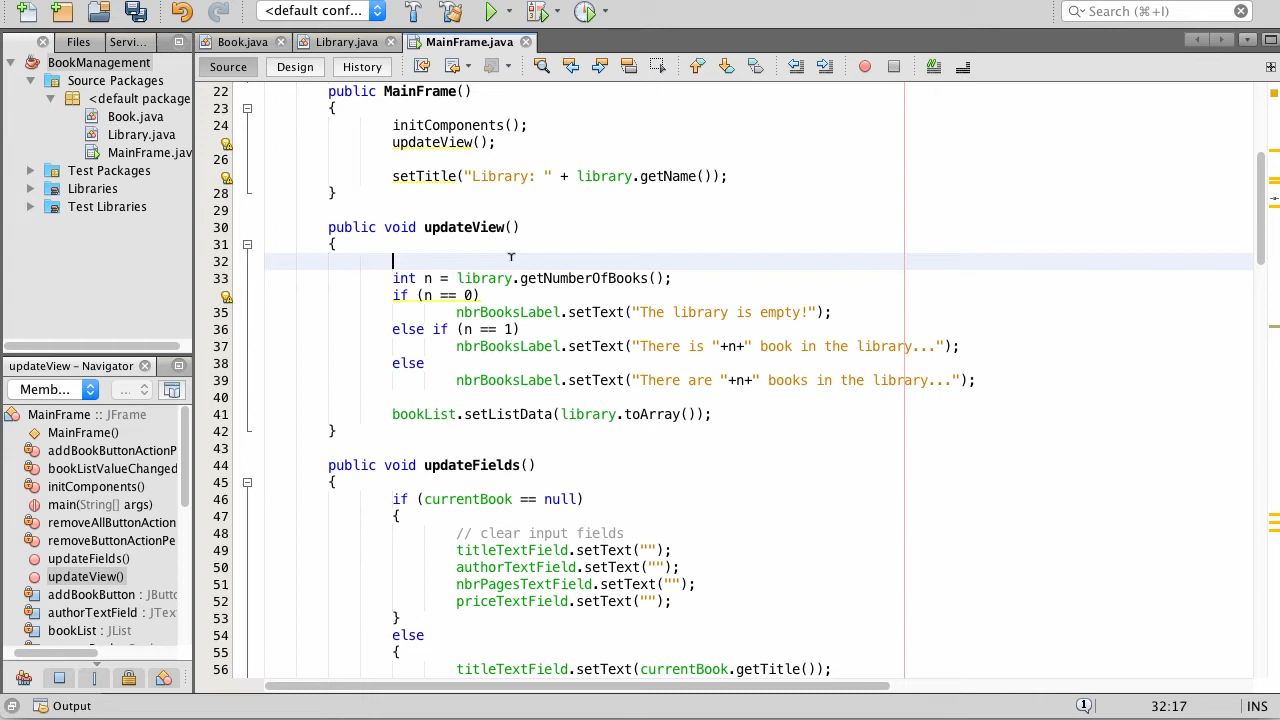 <default conf...
Search (⌘+I)
Files
Servi...
Book.java
Library.java
MainFrame.java
BookManagement
Source Packages
<default package
Book.java
Library.java
MainFrame.jav
Test Packages
Libraries
Test Libraries
Source
Design
History
22 public MainFrame()
23 {
24 initComponents();
updateView();
26
setTitle("Library: " + library.getName());
28 }
29
30 public void updateView()
31 {
32
33 int n = library.getNumberOfBooks();
if (n == 0)
35 nbrBooksLabel.setText("The library is empty!");
36 else if (n == 1)
37 nbrBooksLabel.setText("There is "+n+" book in the library...");
38 else
39 nbrBooksLabel.setText("There are "+n+" books in the library...");
40
41 bookList.setListData(library.toArray());
42 }
43
44 public void updateFields()
45 {
46 if (currentBook == null)
47 {
48 // clear input fields
49 titleTextField.setText("");
50 authorTextField.setText("");
51 nbrPagesTextField.setText("");
52 priceTextField.setText("");
53 }
54 else
55 {
56 titleTextField.setText(currentBook.getTitle());
updateView - Navigator
Memb...
...
MainFrame :: JFrame
MainFrame()
addBookButtonActionP
bookListValueChanged
initComponents()
main(String[] args)
removeAllButtonAction
removeButtonActionPe
updateFields()
updateView()
addBookButton : JButto
authorTextField : JText
bookList : JList
Output
1
32:17
INS